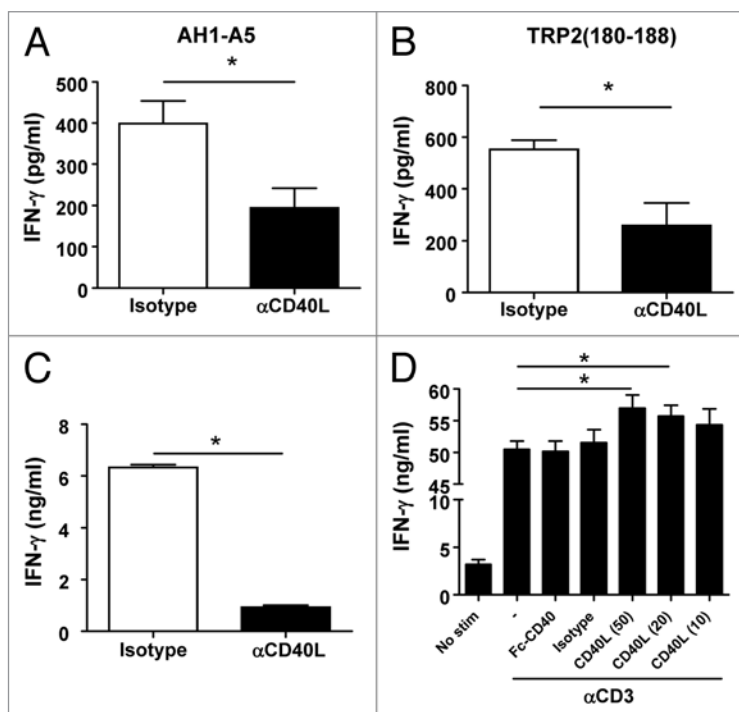 A
AH1-A5
*
IFN-γ (pg/ml)
500
400
300
200
100
0
Isotype
αCD40L
B
TRP2(180-188)
*
IFN-γ (pg/ml)
800
600
400
200
0
Isotype
αCD40L
C
*
IFN-γ (ng/ml)
8
6
4
2
0
Isotype
αCD40L
D
*
*
IFN-γ (ng/ml)
60
55
50
45
10
5
0
No stim
-
Fc-CD40
Isotype
CD40L (50)
CD40L (20)
CD40L (10)
αCD3